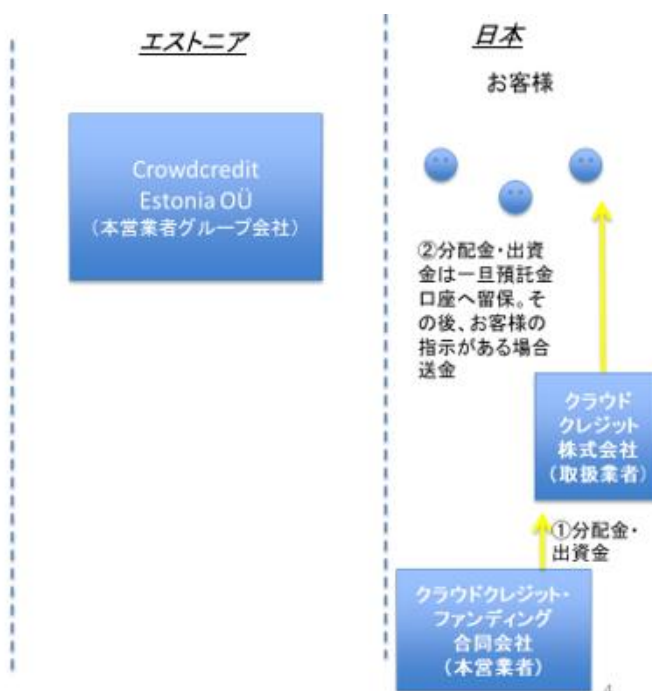 エストニア
日本
お客様
Crowdcredit
Estonia OÜ
（本営業者グループ会社）
②分配金・出資
金は一旦預託金
口座へ留保。そ
の後、お客様の
指示がある場合
送金
クラウド
クレジット
株式会社
（取扱業者）
①分配金・
出資金
クラウドクレジット・
ファンディング
合同会社
（本営業者）
4